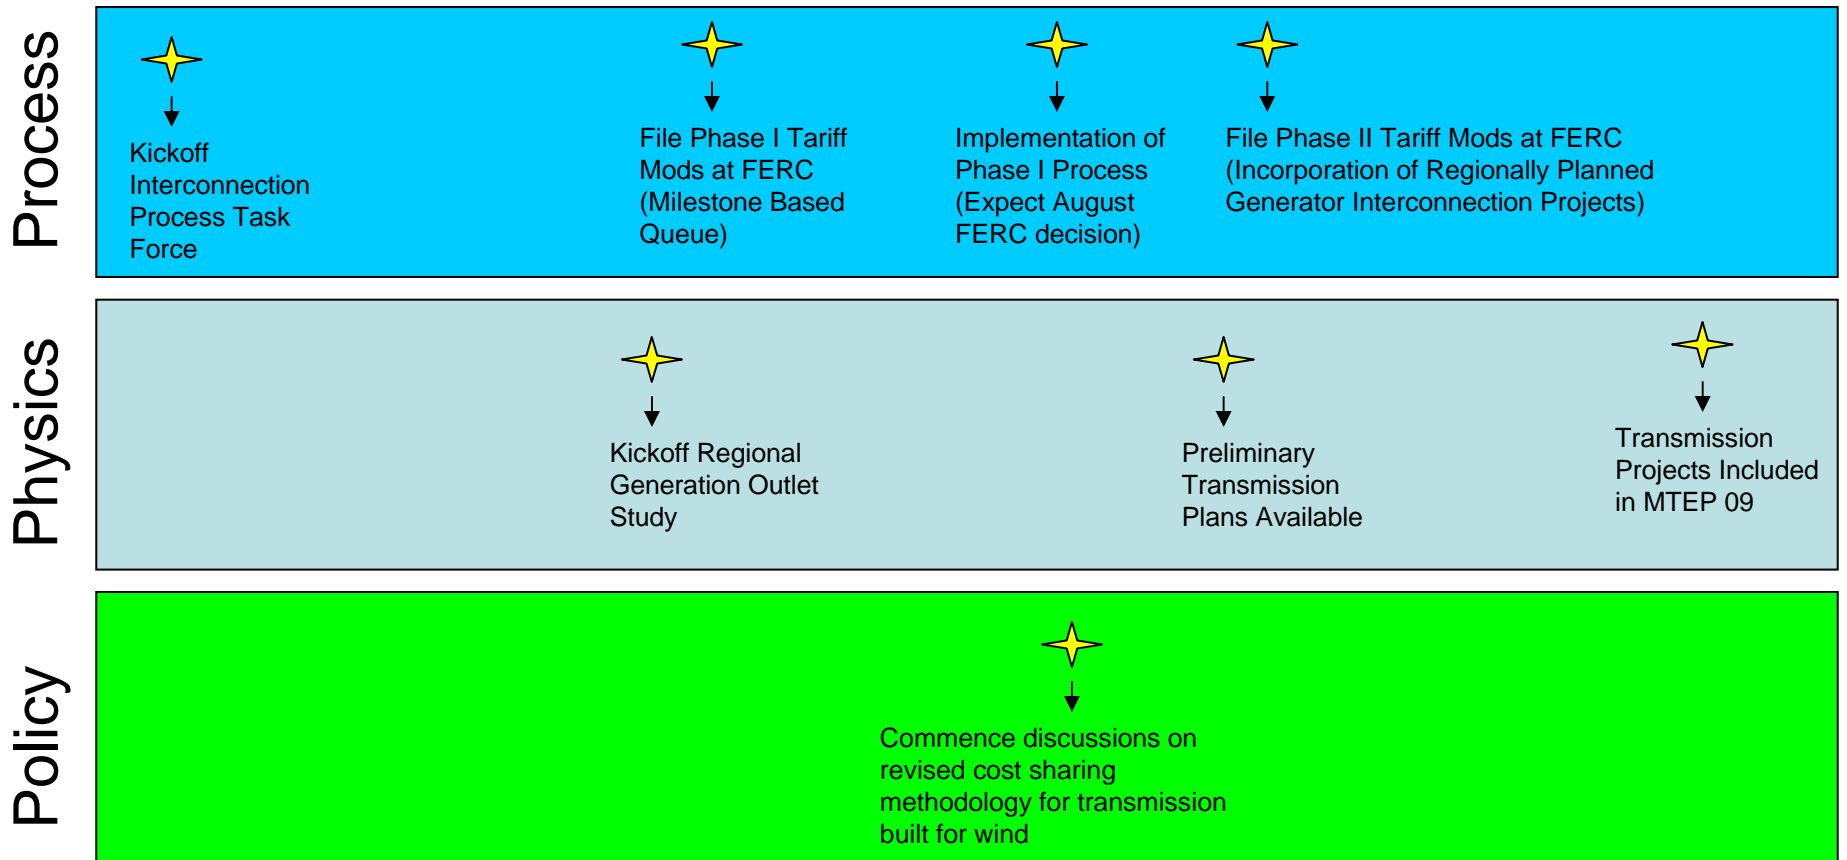 Process
Kickoff
Interconnection
Process Task
Force
File Phase I Tariff
Mods at FERC
(Milestone Based
Queue)
Implementation of
Phase I Process
(Expect August
FERC decision)
File Phase II Tariff Mods at FERC
(Incorporation of Regionally Planned
Generator Interconnection Projects)
Physics
Kickoff Regional
Generation Outlet
Study
Preliminary
Transmission
Plans Available
Transmission
Projects Included
in MTEP 09
Policy
Commence discussions on
revised cost sharing
methodology for transmission
built for wind